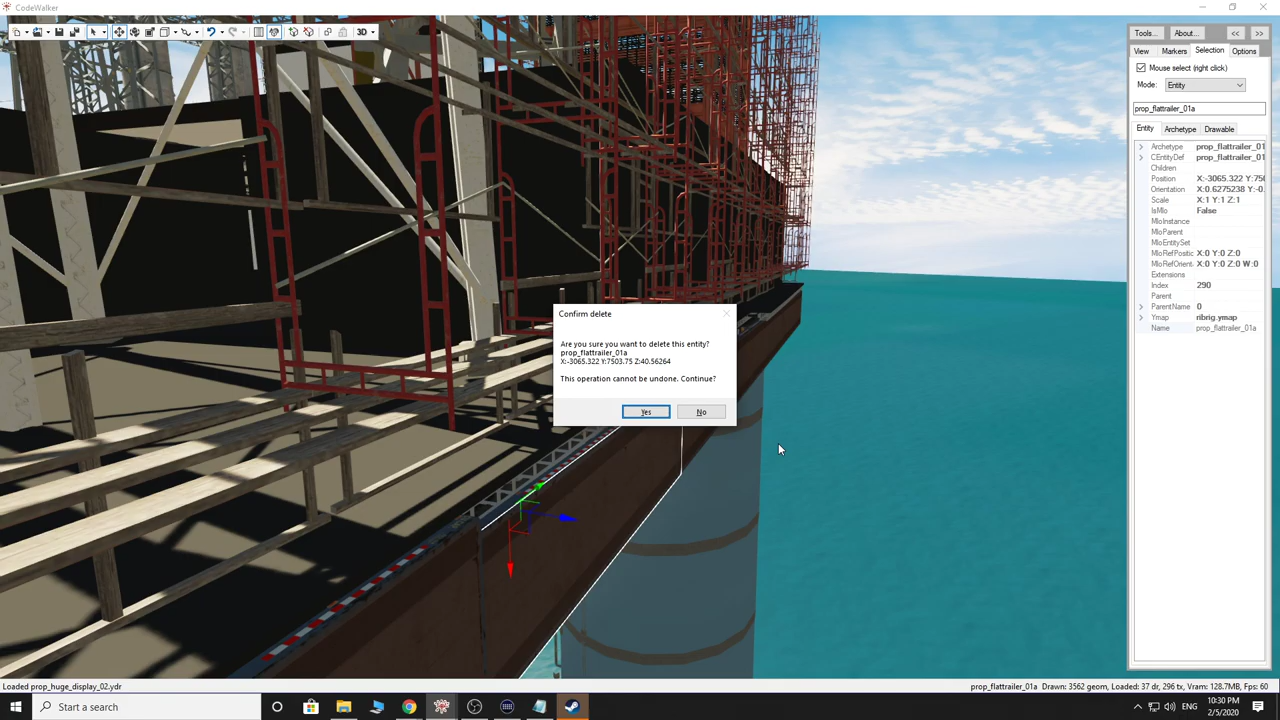 CodeWalker
3D
Tools...
About...
<<
>>
View
Markers
Selection
Options
Mouse select (right click)
Mode:
Entity
prop_flattrailer_01a
Entity
Archetype
Drawable
Archetype prop_flattrailer_01
CEntityDef prop_flattrailer_01
Children
Position X:-3065.322 Y:750
Orientation X:0.6275238 Y:-0.
Scale X:1 Y:1 Z:1
IsMlo False
MloInstance
MloParent
MloEntitySet
MloRefPositic X:0 Y:0 Z:0
MloRefOrient X:0 Y:0 Z:0 W:0
Extensions
Index 290
Parent
ParentName 0
Ymap ribrig.ymap
Name prop_flattrailer_01a
Confirm delete
Are you sure you want to delete this entity?
prop_flattrailer_01a
X:-3065.322 Y:7503.75 Z:40.56264
This operation cannot be undone. Continue?
Yes
No
Loaded prop_huge_display_02.ydr
prop_flattrailer_01a Drawn: 3562 geom, Loaded: 37 dr, 296 tx, Vram: 128.7MB, Fps: 60
Start a search
ENG
10:30 PM
2/5/2020